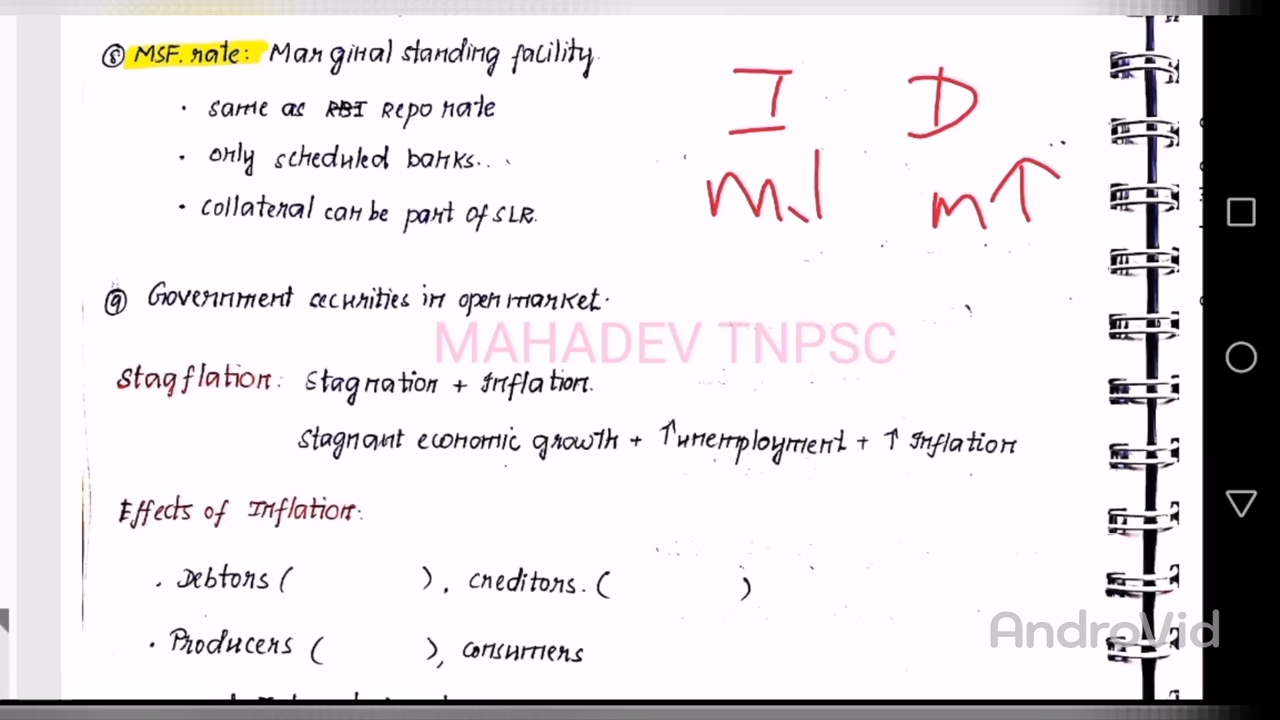 ⑧ MSF. rate: Marginal standing facility.
I D
• same as RBI Repo rate
• only scheduled banks..
m↓ m↑
• collateral can be part of SLR.
⑨ Government securities in open market.
MAHADEV TNPSC
Stagflation: Stagnation + Inflation.
Stagnant economic growth + ↑unemployment + ↑ Inflation
Effects of Inflation:
• Debtors ( ), creditors. ( )
AndroVid
• Producers ( ), consumers